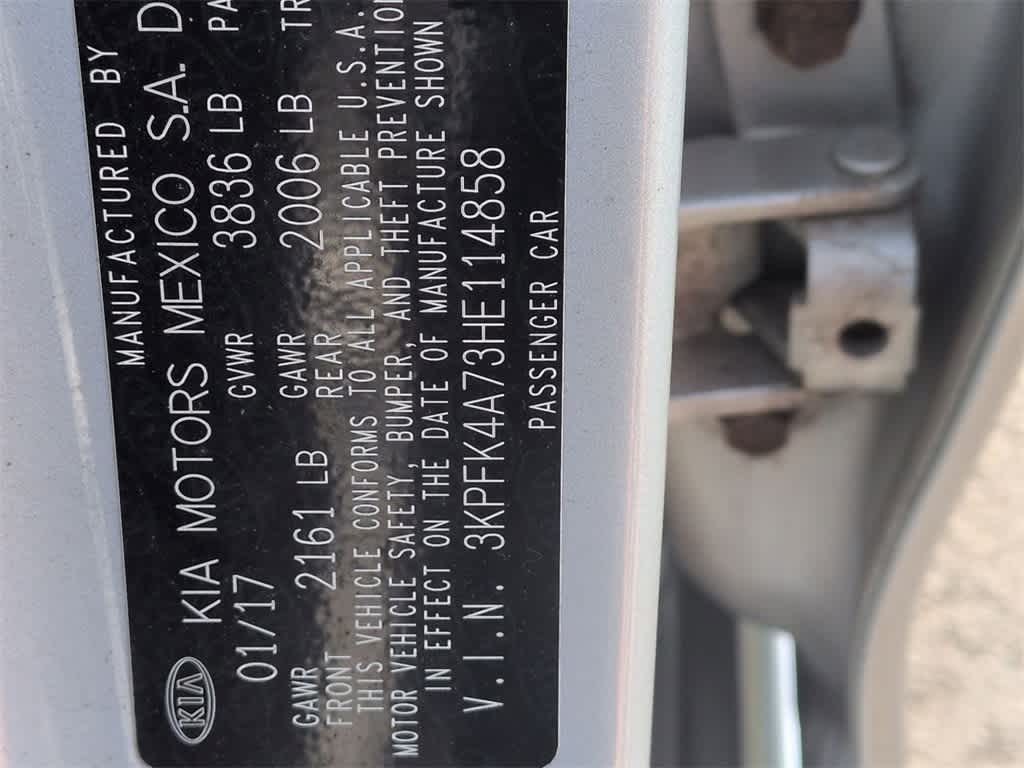 MANUFACTURED BY
KIA KIA MOTORS MEXICO S.A. D
01/17 GVWR 3836 LB PA
GAWR FRONT 2161 LB GAWR REAR 2006 LB TR
THIS VEHICLE CONFORMS TO ALL APPLICABLE U.S.A.
MOTOR VEHICLE SAFETY, BUMPER, AND THEFT PREVENTION
IN EFFECT ON THE DATE OF MANUFACTURE SHOWN
V.I.N. 3KPFK4A73HE114858
PASSENGER CAR